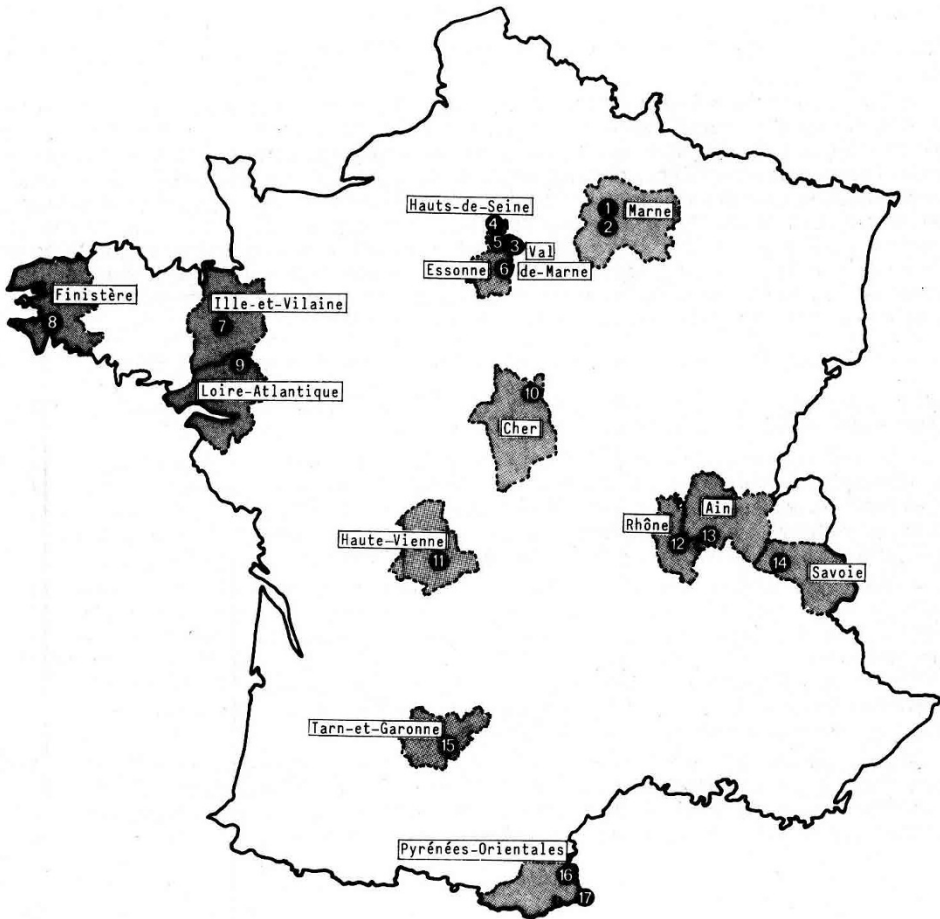 Hauts-de-Seine
1
Marne
4
2
5
3
Val
Essonne
6
de-Marne
Finistère
Ille-et-Vilaine
8
7
9
Loire-Atlantique
10
Cher
Ain
Rhône
Haute-Vienne
12
13
11
14
Savoie
Tarn-et-Garonne
15
Pyrénées-Orientales
16
17